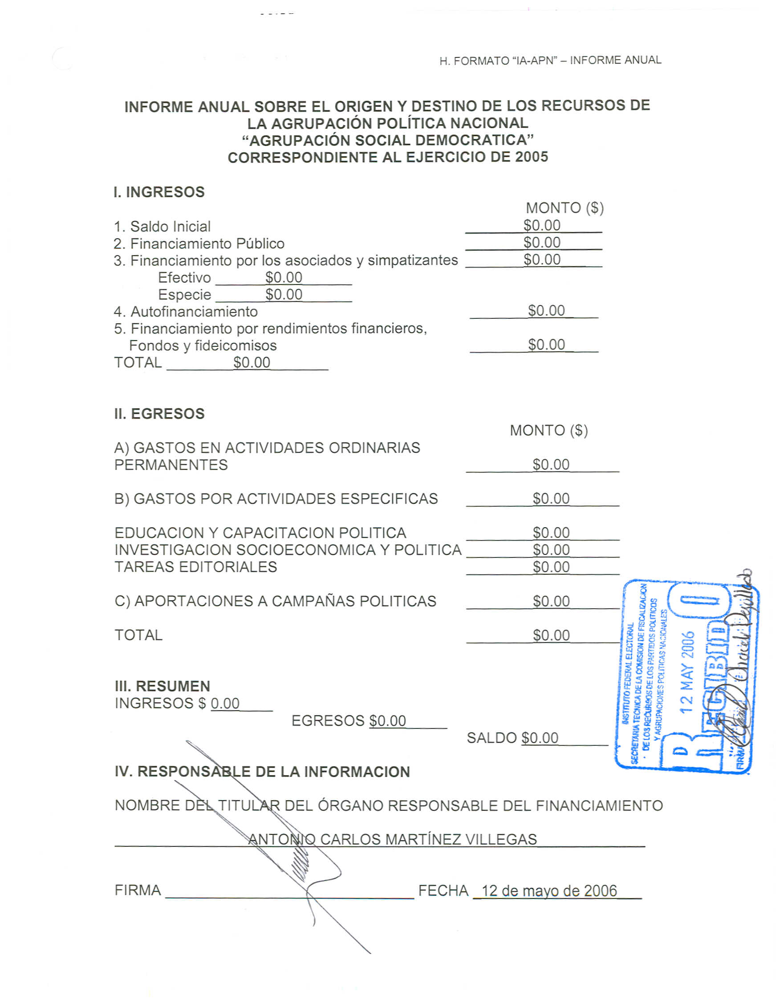 H. FORMATO “IA-APN” – INFORME ANUAL
INFORME ANUAL SOBRE EL ORIGEN Y DESTINO DE LOS RECURSOS DE
LA AGRUPACIÓN POLÍTICA NACIONAL
“AGRUPACIÓN SOCIAL DEMOCRATICA”
CORRESPONDIENTE AL EJERCICIO DE 2005
I. INGRESOS
MONTO ($)
1. Saldo Inicial $0.00
2. Financiamiento Público $0.00
3. Financiamiento por los asociados y simpatizantes $0.00
Efectivo $0.00
Especie $0.00
4. Autofinanciamiento $0.00
5. Financiamiento por rendimientos financieros,
Fondos y fideicomisos $0.00
TOTAL $0.00
II. EGRESOS
MONTO ($)
A) GASTOS EN ACTIVIDADES ORDINARIAS
PERMANENTES $0.00
B) GASTOS POR ACTIVIDADES ESPECIFICAS $0.00
EDUCACION Y CAPACITACION POLITICA $0.00
INVESTIGACION SOCIOECONOMICA Y POLITICA $0.00
TAREAS EDITORIALES $0.00
C) APORTACIONES A CAMPAÑAS POLITICAS $0.00
TOTAL $0.00
III. RESUMEN
INGRESOS $ 0.00
EGRESOS $0.00
SALDO $0.00
IV. RESPONSABLE DE LA INFORMACION
NOMBRE DEL TITULAR DEL ÓRGANO RESPONSABLE DEL FINANCIAMIENTO
ANTONIO CARLOS MARTÍNEZ VILLEGAS
FIRMA FECHA 12 de mayo de 2006
INSTITUTO FEDERAL ELECTORAL
SECRETARIA TECNICA DE LA COMISION DE FISCALIZACION
DE LOS RECURSOS DE LOS PARTIDOS POLITICOS
Y AGRUPACIONES POLITICAS NACIONALES
12 MAY 2006
RECIBIDO
FIRMA